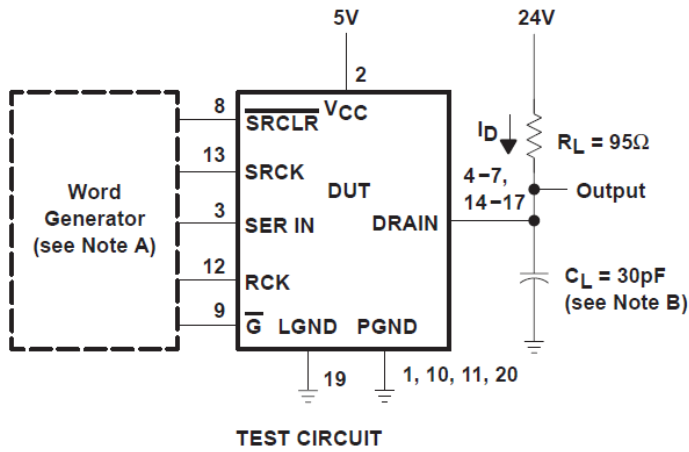 5V
24V
2
8
SRCLR
VCC
ID
RL = 95Ω
13
SRCK
4–7,
14–17
Output
Word
Generator
(see Note A)
DUT
3
SER IN
DRAIN
12
RCK
CL = 30pF
(see Note B)
9
G
LGND
PGND
19
1, 10, 11, 20
TEST CIRCUIT